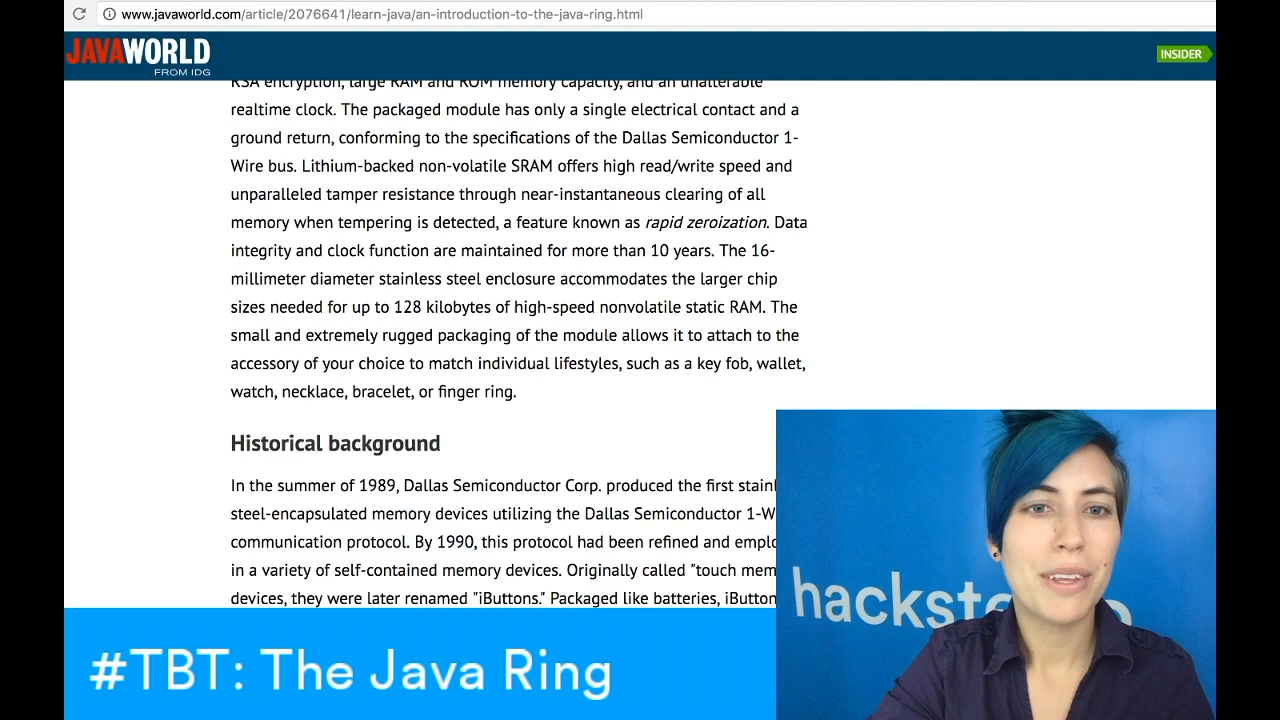 www.javaworld.com/article/2076641/learn-java/an-introduction-to-the-java-ring.html
JAVAWORLD
FROM IDG
INSIDER
RSA encryption, large RAM and ROM memory capacity, and an unalterable
realtime clock. The packaged module has only a single electrical contact and a
ground return, conforming to the specifications of the Dallas Semiconductor 1-
Wire bus. Lithium-backed non-volatile SRAM offers high read/write speed and
unparalleled tamper resistance through near-instantaneous clearing of all
memory when tempering is detected, a feature known as rapid zeroization. Data
integrity and clock function are maintained for more than 10 years. The 16-
millimeter diameter stainless steel enclosure accommodates the larger chip
sizes needed for up to 128 kilobytes of high-speed nonvolatile static RAM. The
small and extremely rugged packaging of the module allows it to attach to the
accessory of your choice to match individual lifestyles, such as a key fob, wallet,
watch, necklace, bracelet, or finger ring.
Historical background
In the summer of 1989, Dallas Semiconductor Corp. produced the first stainl
steel-encapsulated memory devices utilizing the Dallas Semiconductor 1-W
communication protocol. By 1990, this protocol had been refined and emplo
in a variety of self-contained memory devices. Originally called "touch mem
devices, they were later renamed "iButtons." Packaged like batteries, iButton
hackst
#TBT: The Java Ring